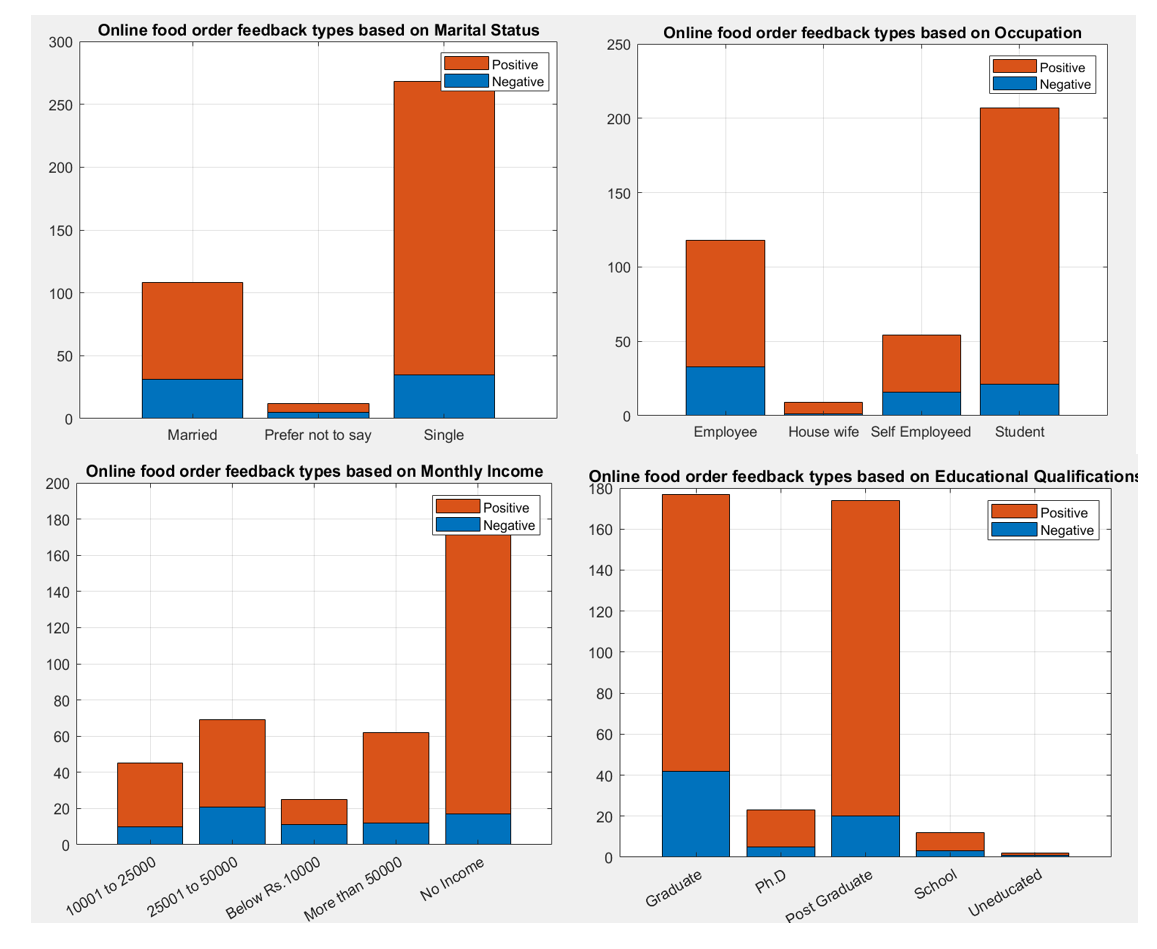 Online food order feedback types based on Marital Status
300
250
200
150
100
50
0
Positive
Negative
Married Prefer not to say Single
Online food order feedback types based on Occupation
250
200
150
100
50
0
Positive
Negative
Employee House wife Self Employeed Student
Online food order feedback types based on Monthly Income
200
180
160
140
120
100
80
60
40
20
0
Positive
Negative
10001 to 25000
25001 to 50000
Below Rs.10000
More than 50000
No Income
Online food order feedback types based on Educational Qualifications
180
160
140
120
100
80
60
40
20
0
Positive
Negative
Graduate
Ph.D
Post Graduate
School
Uneducated